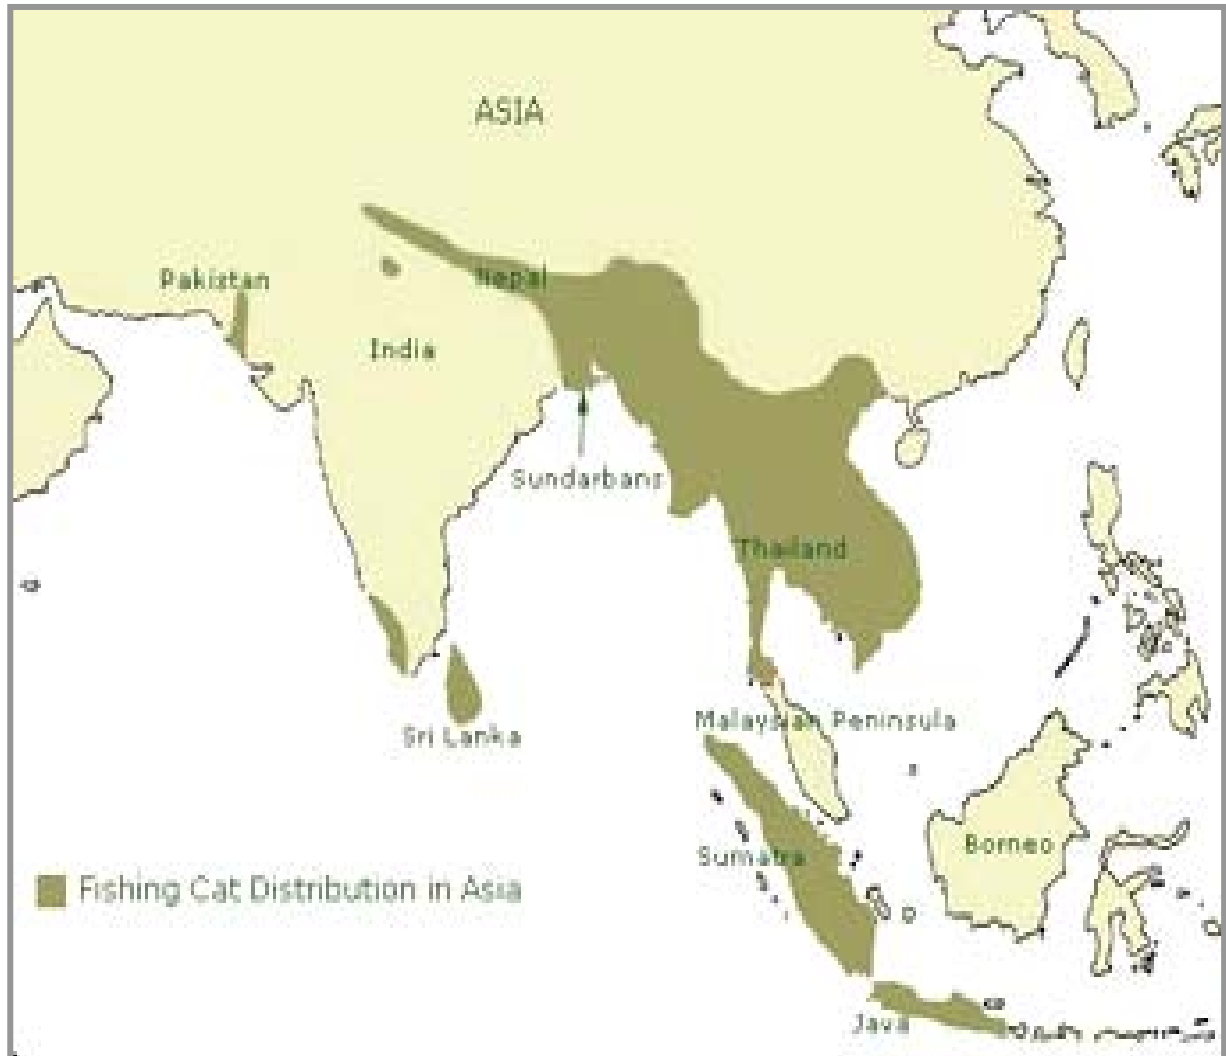 ASIA
Pakistan
Nepal
India
Sundarbans
Thailand
Malaysian Peninsula
Sri Lanka
Sumatra
Borneo
Fishing Cat Distribution in Asia
Java